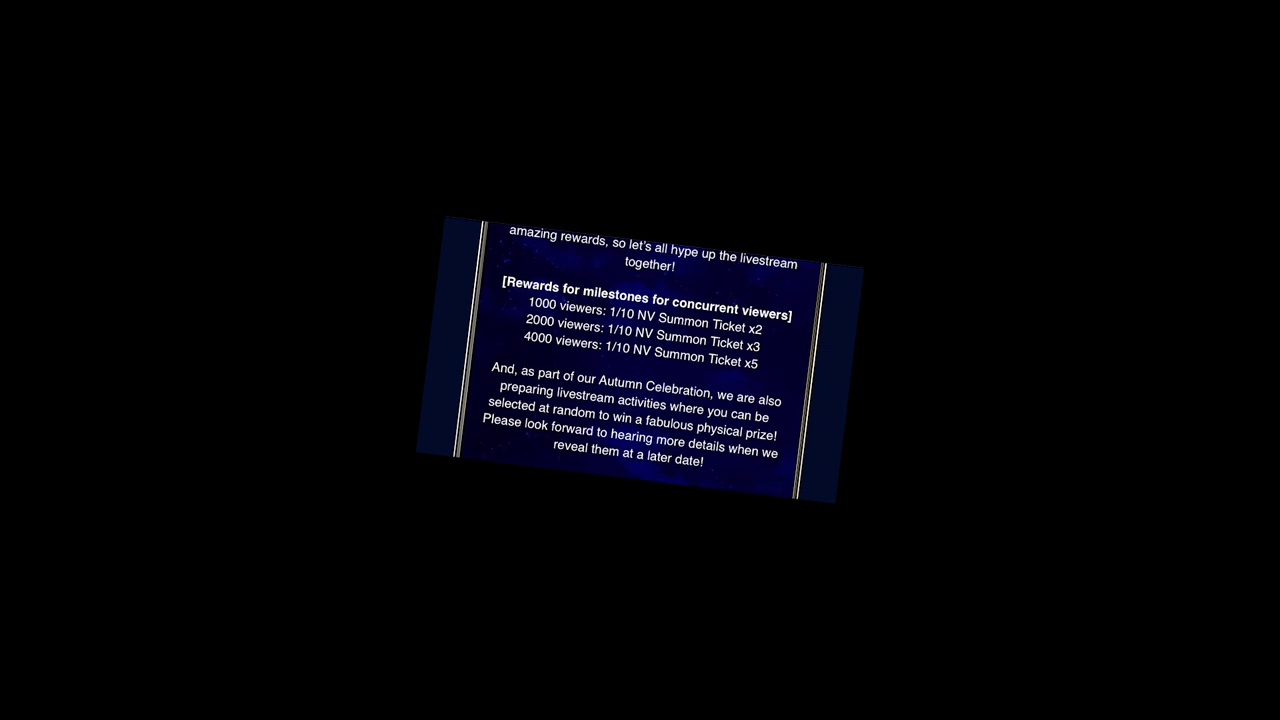 amazing rewards, so let's all hype up the livestream
together!
[Rewards for milestones for concurrent viewers]
1000 viewers: 1/10 NV Summon Ticket x2
2000 viewers: 1/10 NV Summon Ticket x3
4000 viewers: 1/10 NV Summon Ticket x5
And, as part of our Autumn Celebration, we are also
preparing livestream activities where you can be
selected at random to win a fabulous physical prize!
Please look forward to hearing more details when we
reveal them at a later date!